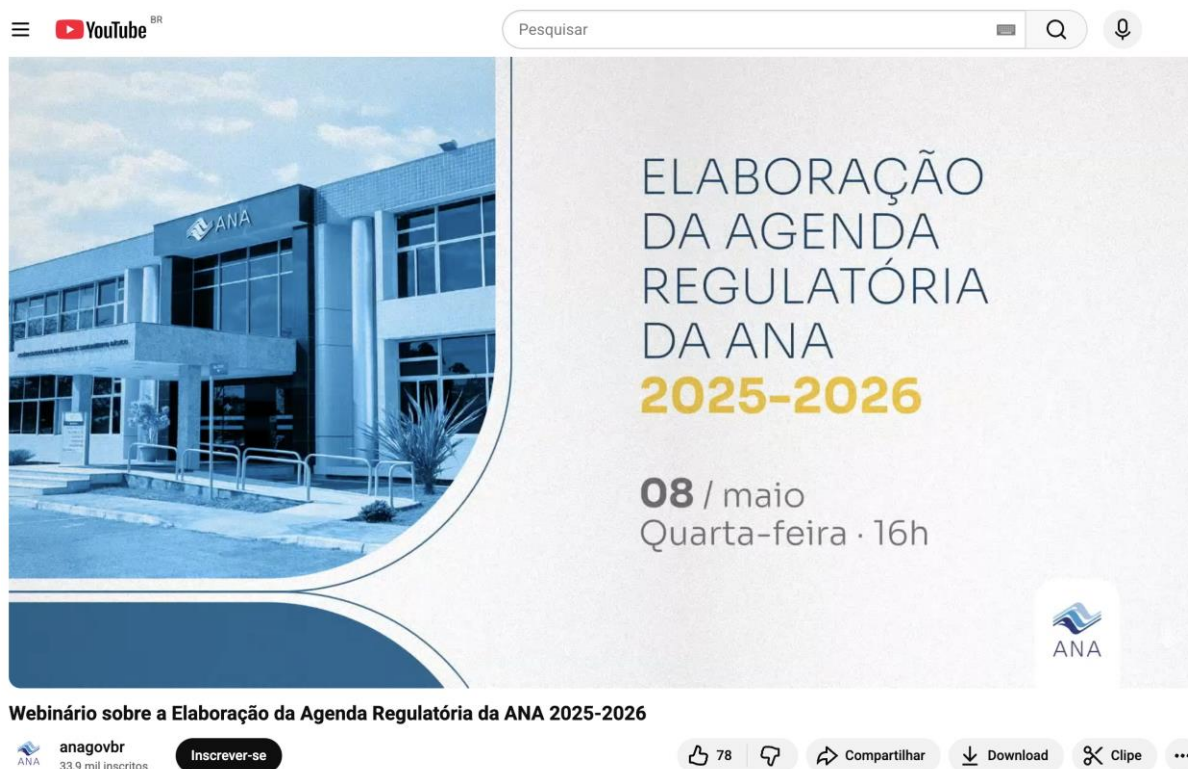 YouTube BR
Pesquisar
ANA
ELABORAÇÃO
DA AGENDA
REGULATÓRIA
DA ANA
2025-2026
08 / maio
Quarta-feira · 16h
ANA
Webinário sobre a Elaboração da Agenda Regulatória da ANA 2025-2026
ANA
anagovbr
33,9 mil inscritos
Inscrever-se
78
Compartilhar
Download
Clipe